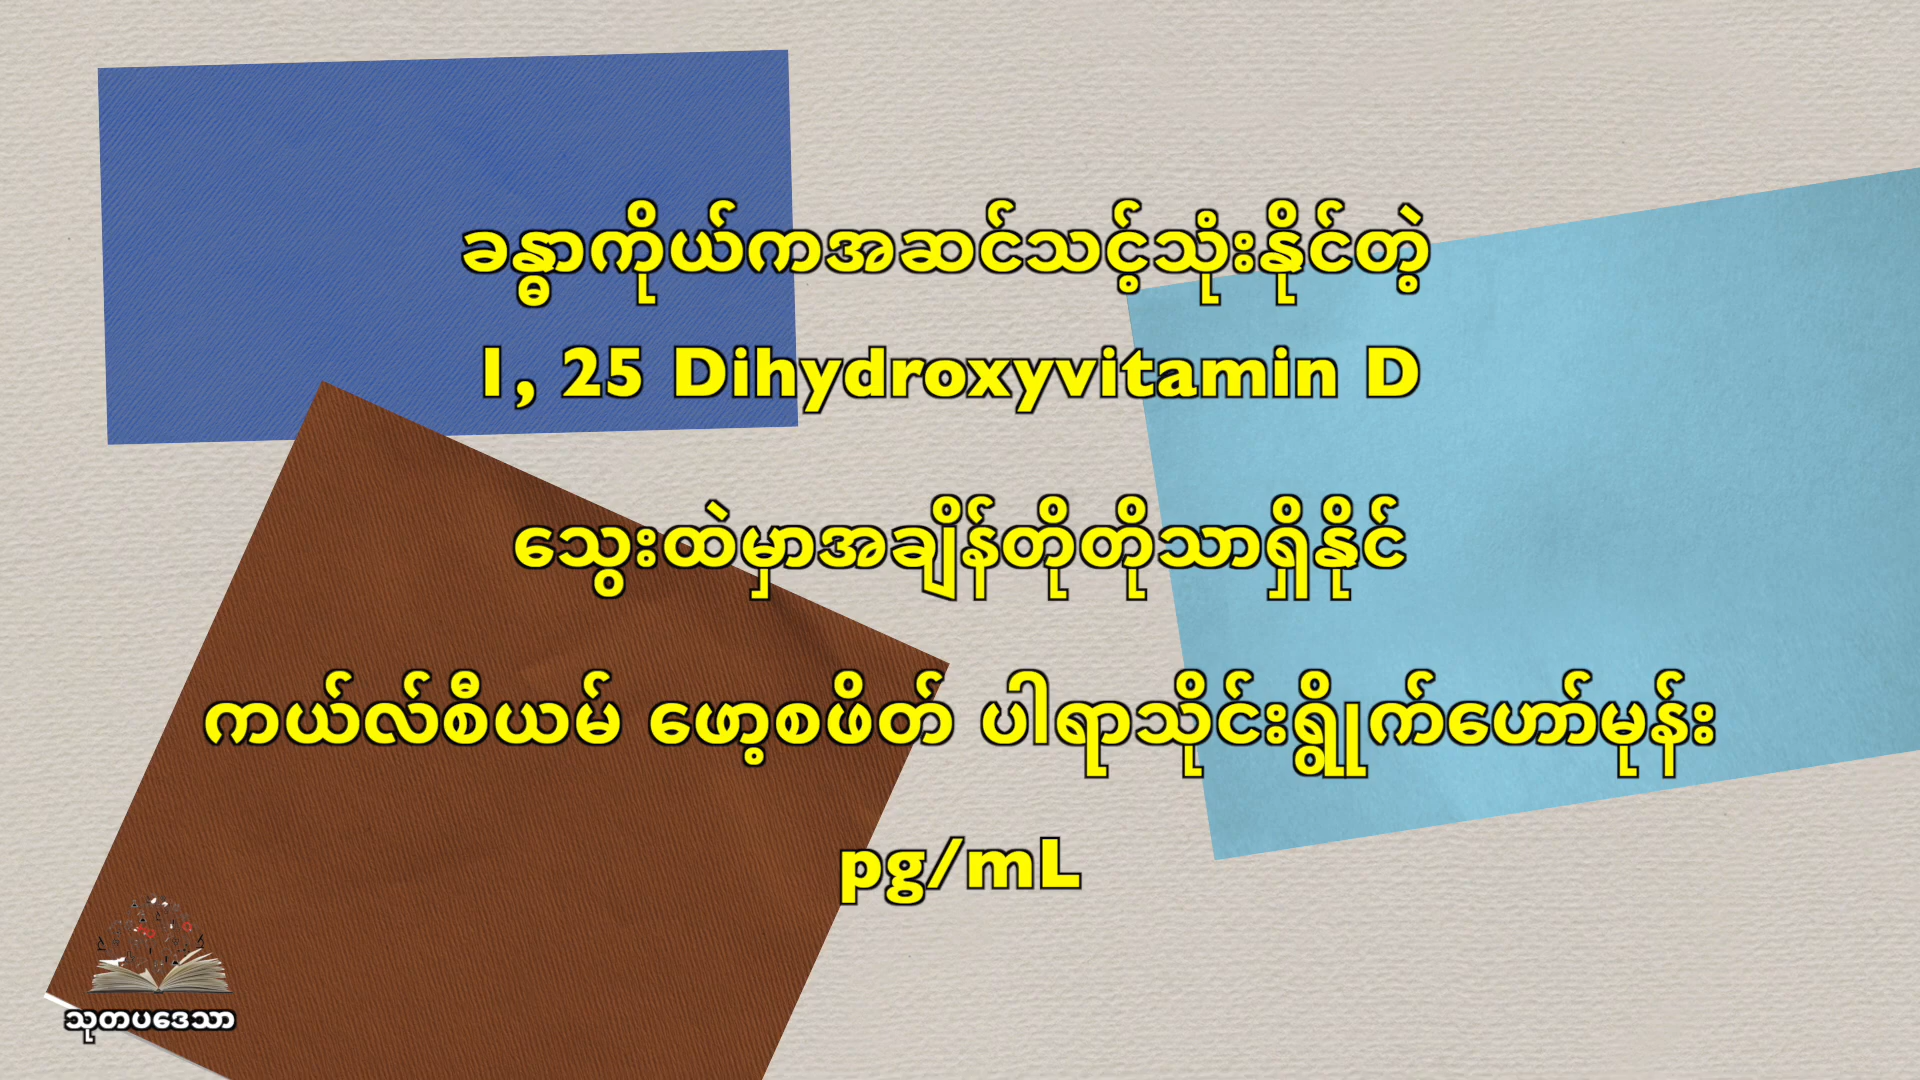 ခန္ဓာကိုယ်ကအဆင်သင့်သုံးနိုင်တဲ့
1, 25 Dihydroxyvitamin D
သွေးထဲမှာအချိန်တိုတိုသာရှိနိုင်
ကယ်လ်စီယမ် ဖော့စဖိတ် ပါရာသိုင်းရွိုက်ဟော်မုန်း
pg/mL
သုတပဒေသာ